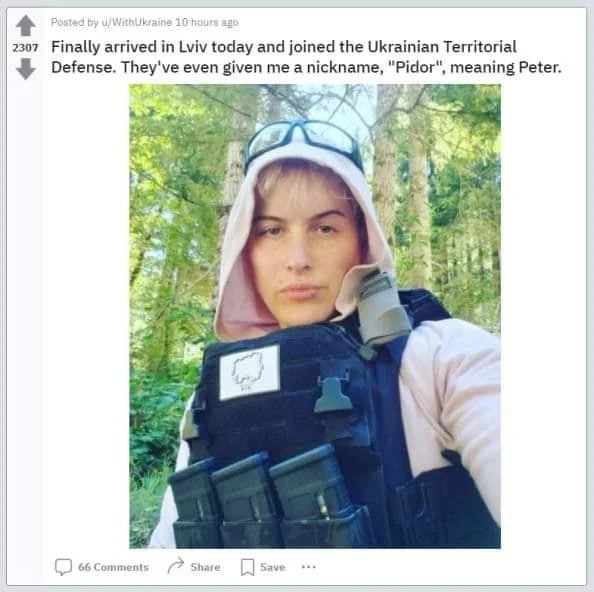 Posted by u/WithUkraine 10 hours ago
2307
Finally arrived in Lviv today and joined the Ukrainian Territorial
Defense. They've even given me a nickname, "Pidor", meaning Peter.
66 Comments Share Save ...